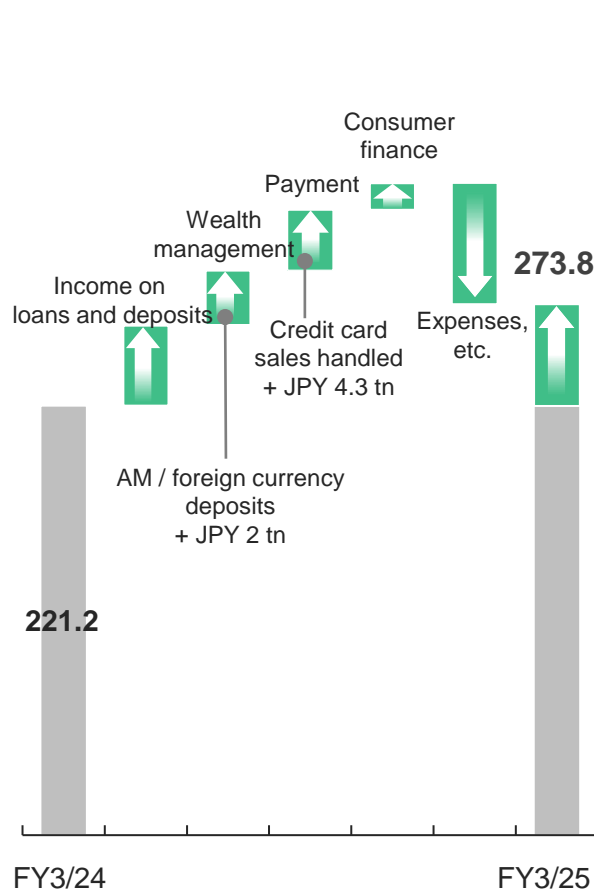 Consumer
finance
Payment
Wealth
management
273.8
Income on
loans and deposits
Expenses,
etc.
Credit card
sales handled
+ JPY 4.3 tn
AM / foreign currency
deposits
+ JPY 2 tn
221.2
FY3/24
FY3/25